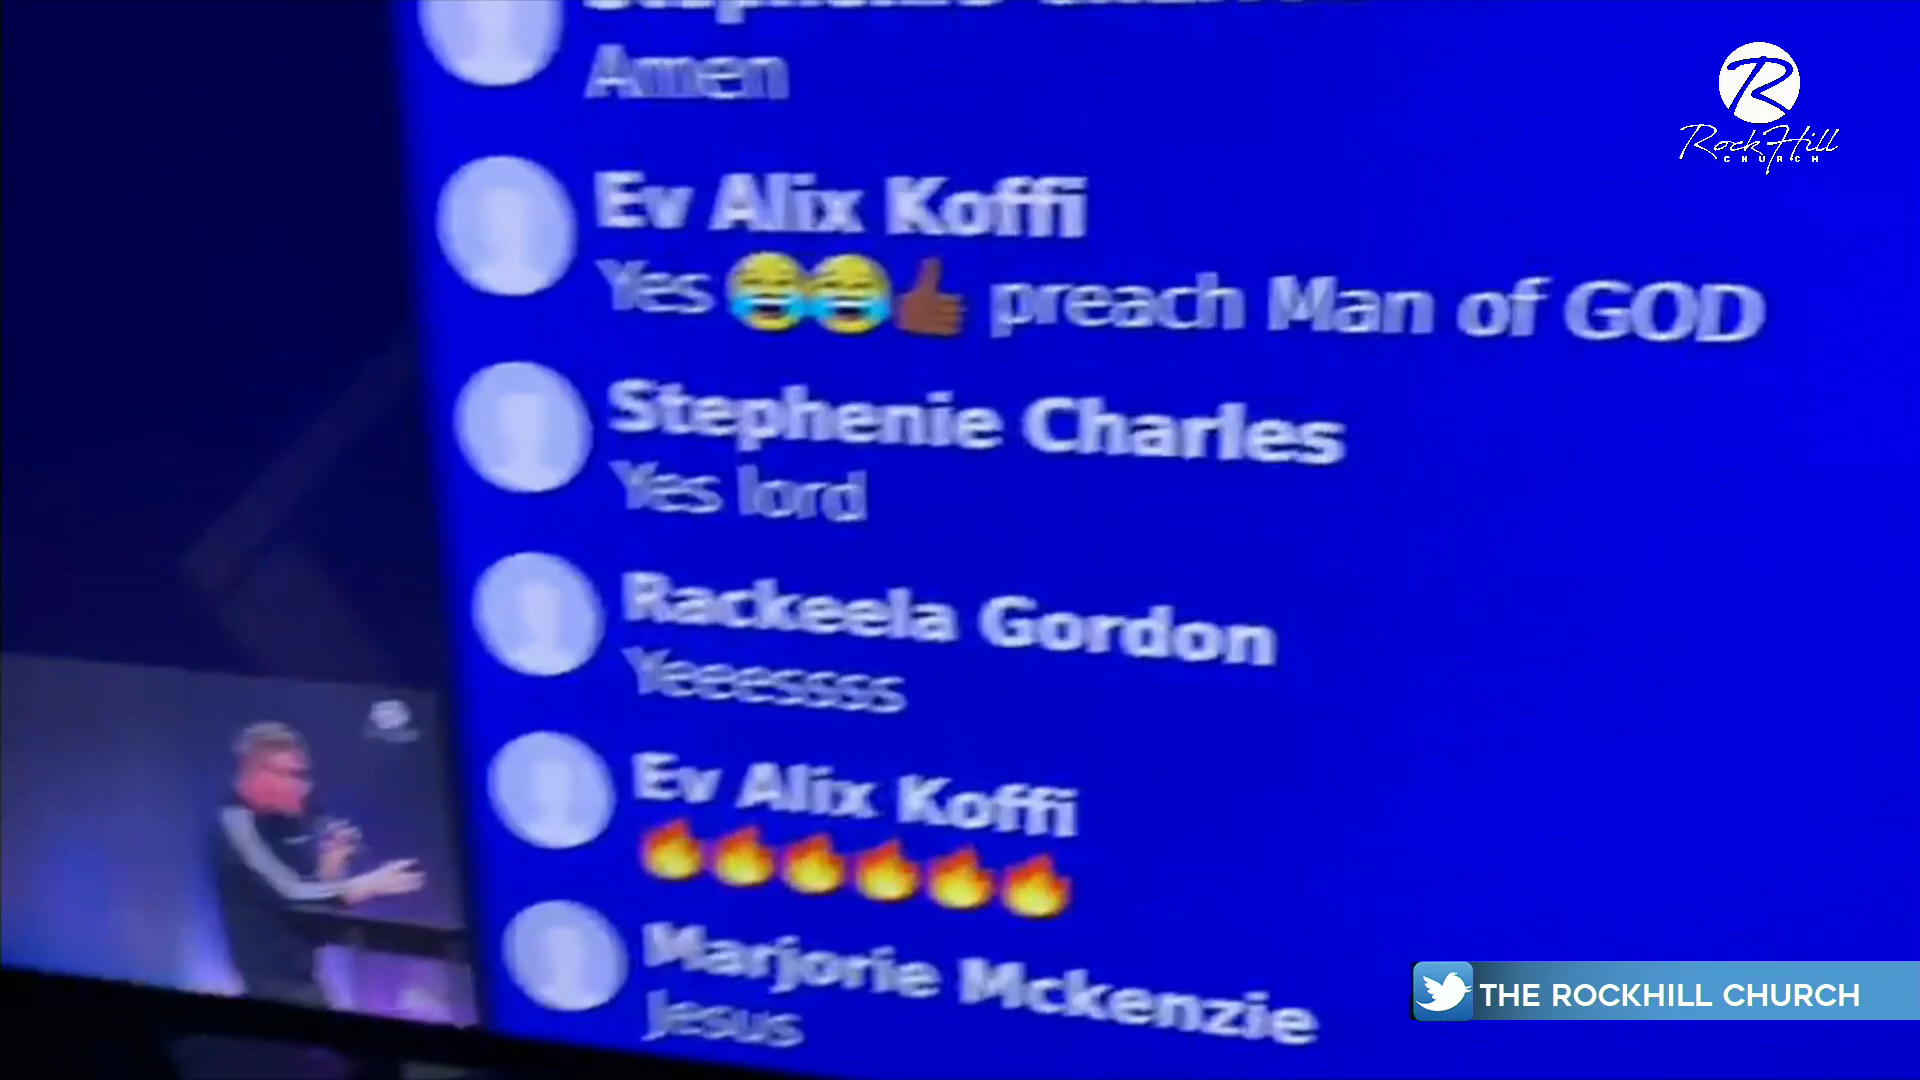 Amen
R
RockHill
CHURCH
Ev Alix Koffi
Yes 😂😂👍🏾 preach Man of GOD
Stephenie Charles
Yes lord
Rackeela Gordon
Yeeessss
Ev Alix Koffi
🔥🔥🔥🔥🔥🔥
Marjorie Mckenzie
Jesus
THE ROCKHILL CHURCH